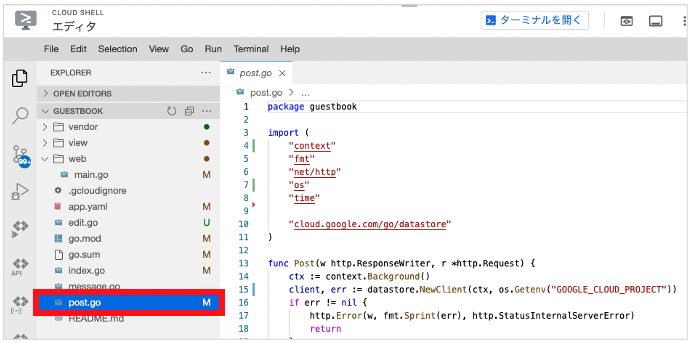 CLOUD SHELL
エディタ
ターミナルを開く
File Edit Selection View Go Run Terminal Help
EXPLORER ...
OPEN EDITORS
GUESTBOOK ...
vendor
view
web
main.go M
.gcloudignore
app.yaml M
edit.go U
go.mod M
go.sum M
index.go M
message.go
post.go M
README.md
99+
API
[...]
post.go ×
post.go > ...
1 package guestbook
2
3 import (
4 "context"
5 "fmt"
6 "net/http"
7 "os"
8 "time"
9
10 "cloud.google.com/go/datastore"
11 )
12
13 func Post(w http.ResponseWriter, r *http.Request) {
14 ctx := context.Background()
15 client, err := datastore.NewClient(ctx, os.Getenv("GOOGLE_CLOUD_PROJECT"))
16 if err != nil {
17 http.Error(w, fmt.Sprint(err), http.StatusInternalServerError)
18 return